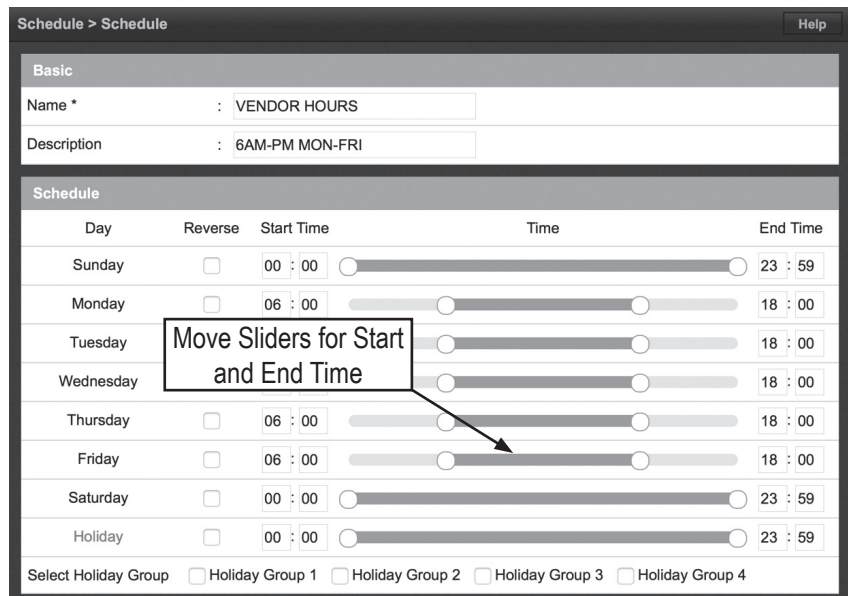 Schedule > Schedule Help
Basic
Name * : VENDOR HOURS
Description : 6AM-PM MON-FRI
Schedule
Day Reverse Start Time Time End Time
Sunday 00 : 00 23 : 59
Monday 06 : 00 18 : 00
Move Sliders for Start
and End Time
Tuesday 18 : 00
Wednesday 18 : 00
Thursday 06 : 00 18 : 00
Friday 06 : 00 18 : 00
Saturday 00 : 00 23 : 59
Holiday 00 : 00 23 : 59
Select Holiday Group Holiday Group 1 Holiday Group 2 Holiday Group 3 Holiday Group 4